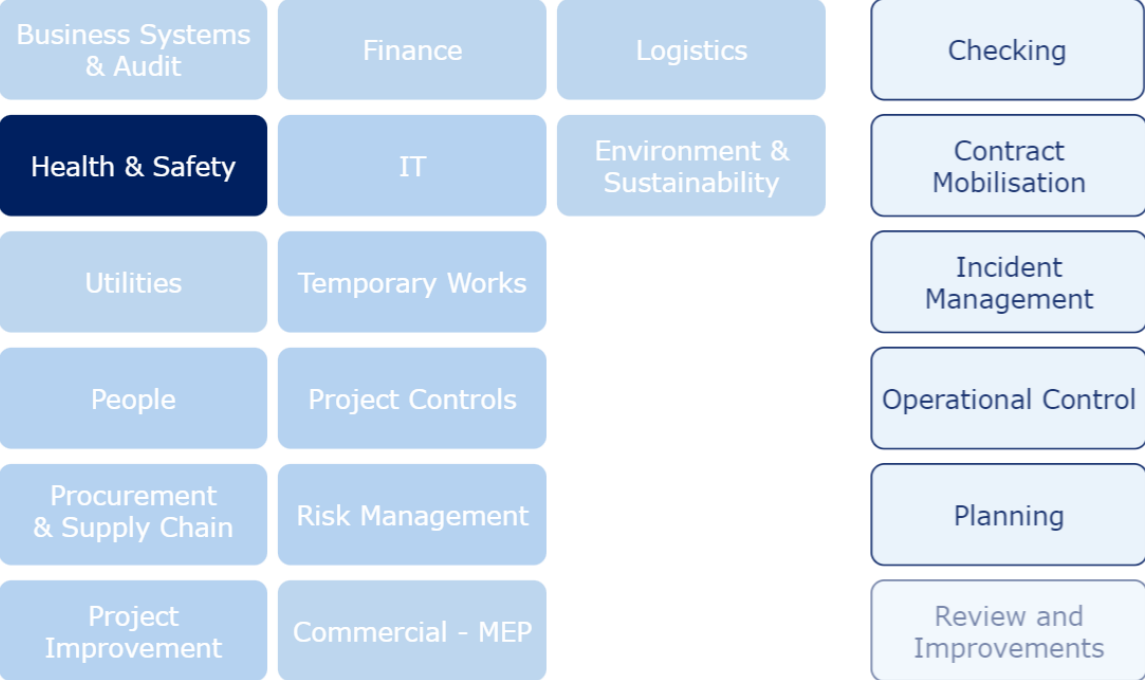 Business Systems
& Audit
Finance
Logistics
Checking
Health & Safety
IT
Environment &
Sustainability
Contract
Mobilisation
Utilities
Temporary Works
Incident
Management
People
Project Controls
Operational Control
Procurement
& Supply Chain
Risk Management
Planning
Project
Improvement
Commercial - MEP
Review and
Improvements